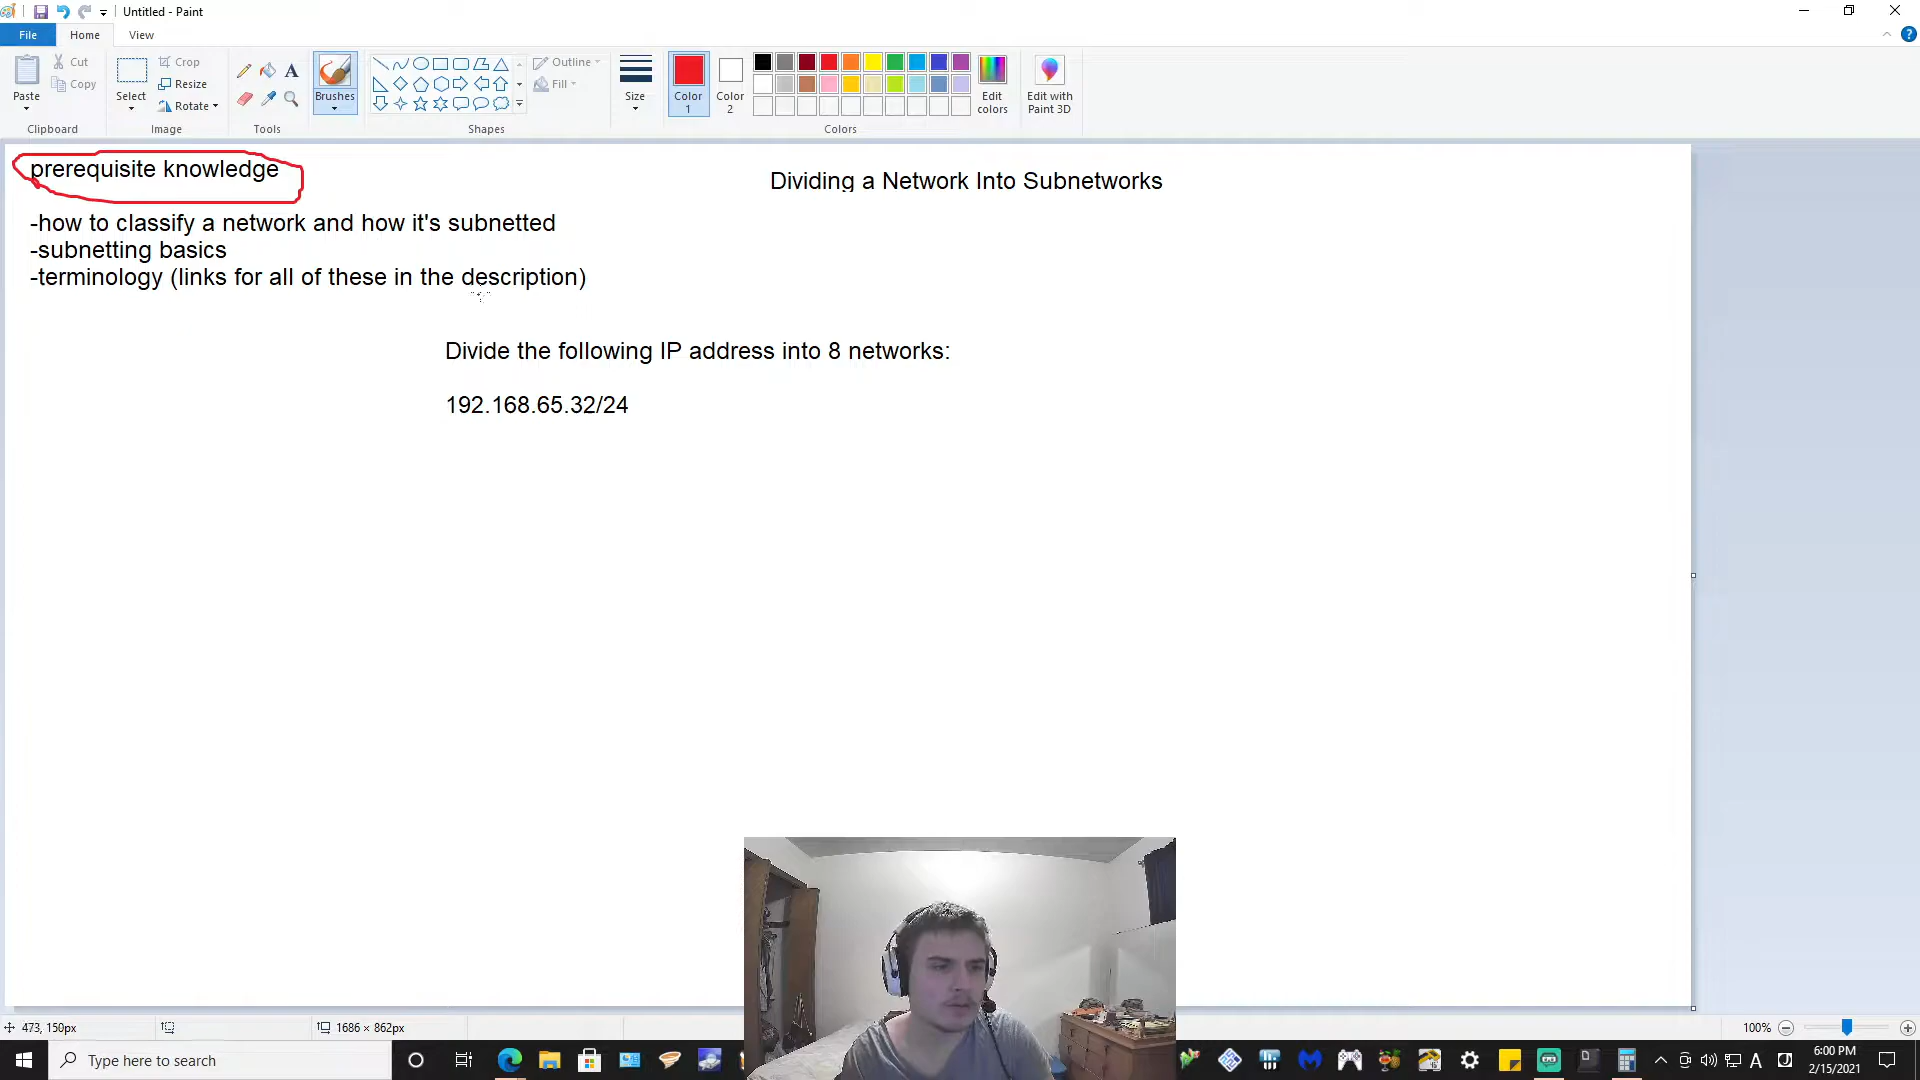 Untitled - Paint
File
Home
View
Paste
Cut
Copy
Clipboard
Select
Crop
Resize
Rotate
Image
A
Tools
Brushes
Outline
Fill
Shapes
Size
Color 1
Color 2
Edit colors
Edit with Paint 3D
Colors
prerequisite knowledge
Dividing a Network Into Subnetworks
-how to classify a network and how it's subnetted
-subnetting basics
-terminology (links for all of these in the description)
Divide the following IP address into 8 networks:
192.168.65.32/24
473, 150px
1686 × 862px
100%
Type here to search
A
6:00 PM
2/15/2021